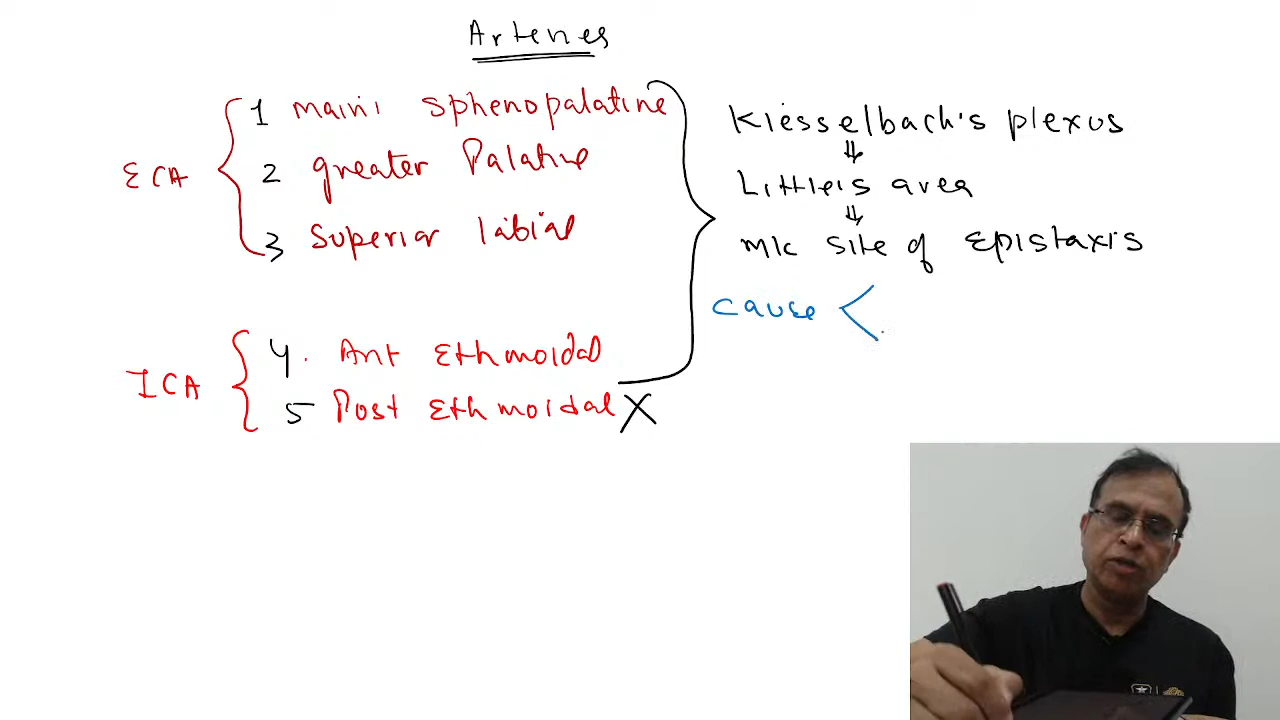 Arteries
ECA
1 main: sphenopalatine
2 greater Palatine
3 Superior labial
ICA
4. Ant Ethmoidal
5 Post Ethmoidal X
Kiesselbach's plexus
⇓
Little's area
⇓
m/c site of Epistaxis
cause <